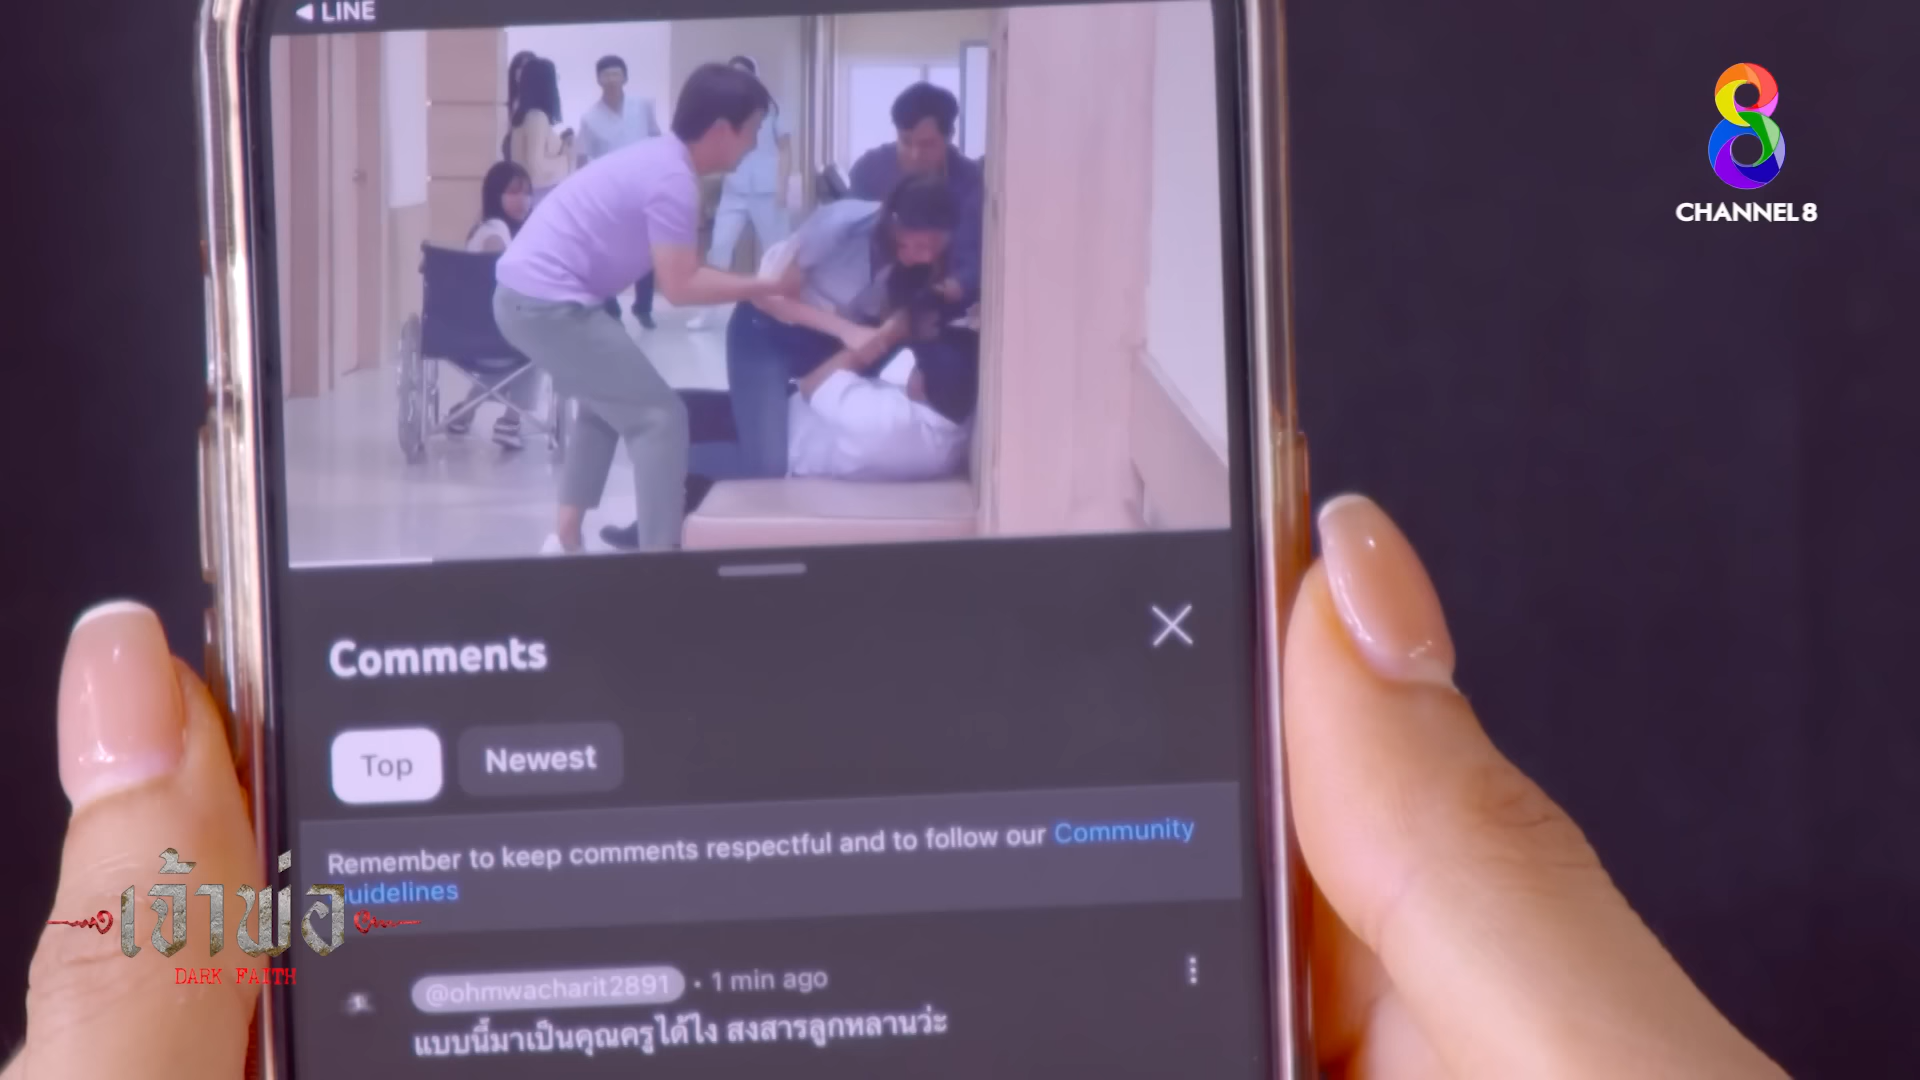 ◀ LINE
CHANNEL 8
Comments
Top
Newest
Remember to keep comments respectful and to follow our Community
uidelines
เจ้าพ่อ
DARK FAITH
@ohmwacharit2891 • 1 min ago
แบบนี้มาเป็นคุณครูได้ไง สงสารลูกหลานว่ะ